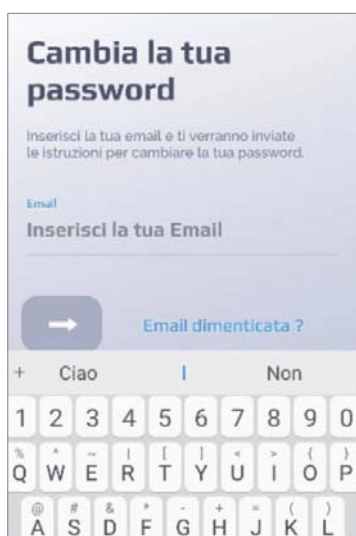 Cambia la tua
password
Inserisci la tua email e ti verranno inviate
le istruzioni per cambiare la tua password.
Email
Inserisci la tua Email
Email dimenticata ?
+ Ciao I Non
1 2 3 4 5 6 7 8 9 0
% ^ ~ | [ ] < > { }
Q W E R T Y U I O P
@ # & * - + = ( )
A S D F G H J K L